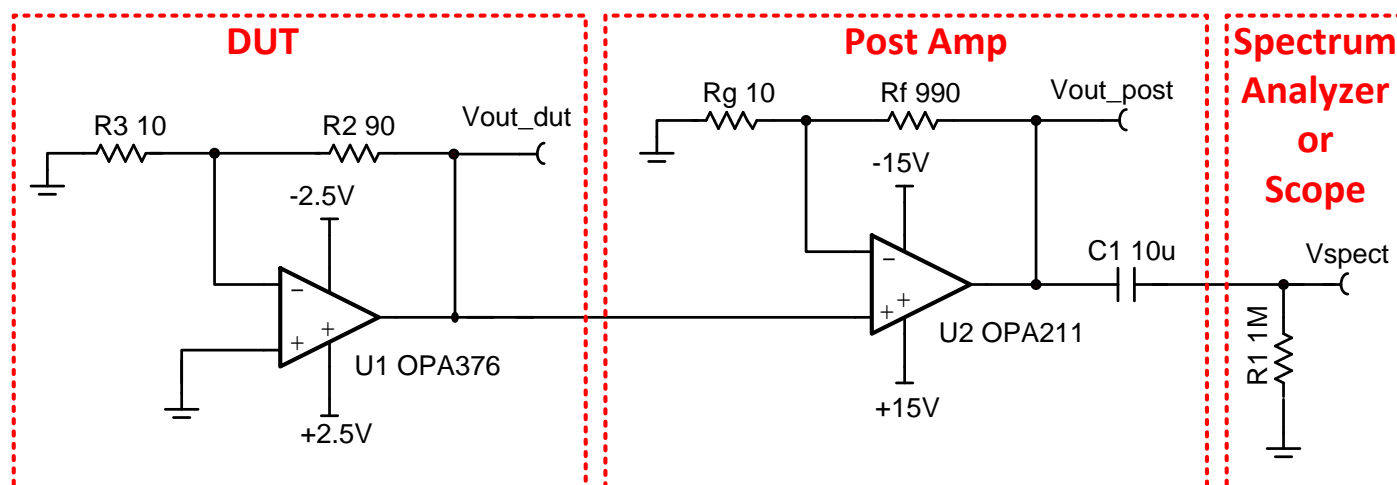 DUT
Post Amp
Spectrum
Analyzer
or
Scope
R3 10
R2 90
Vout_dut
-2.5V
−
+
+
U1 OPA376
+2.5V
Rg 10
Rf 990
Vout_post
-15V
−
+
+
U2 OPA211
+15V
C1 10u
Vspect
R1 1M